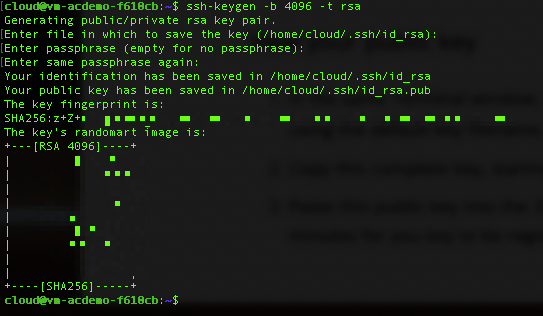 [cloud@vm-acdemo-f610cb:~$ ssh-keygen -b 4096 -t rsa
Generating public/private rsa key pair.
[Enter file in which to save the key (/home/cloud/.ssh/id_rsa):
[Enter passphrase (empty for no passphrase):
[Enter same passphrase again:
Your identification has been saved in /home/cloud/.ssh/id_rsa
Your public key has been saved in /home/cloud/.ssh/id_rsa.pub
The key fingerprint is:
SHA256:z+Z+
The key's randomart image is:
+---[RSA 4096]----+
|
|
|
|
|
|
|
|
|
+----[SHA256]-----+
cloud@vm-acdemo-f610cb:~$